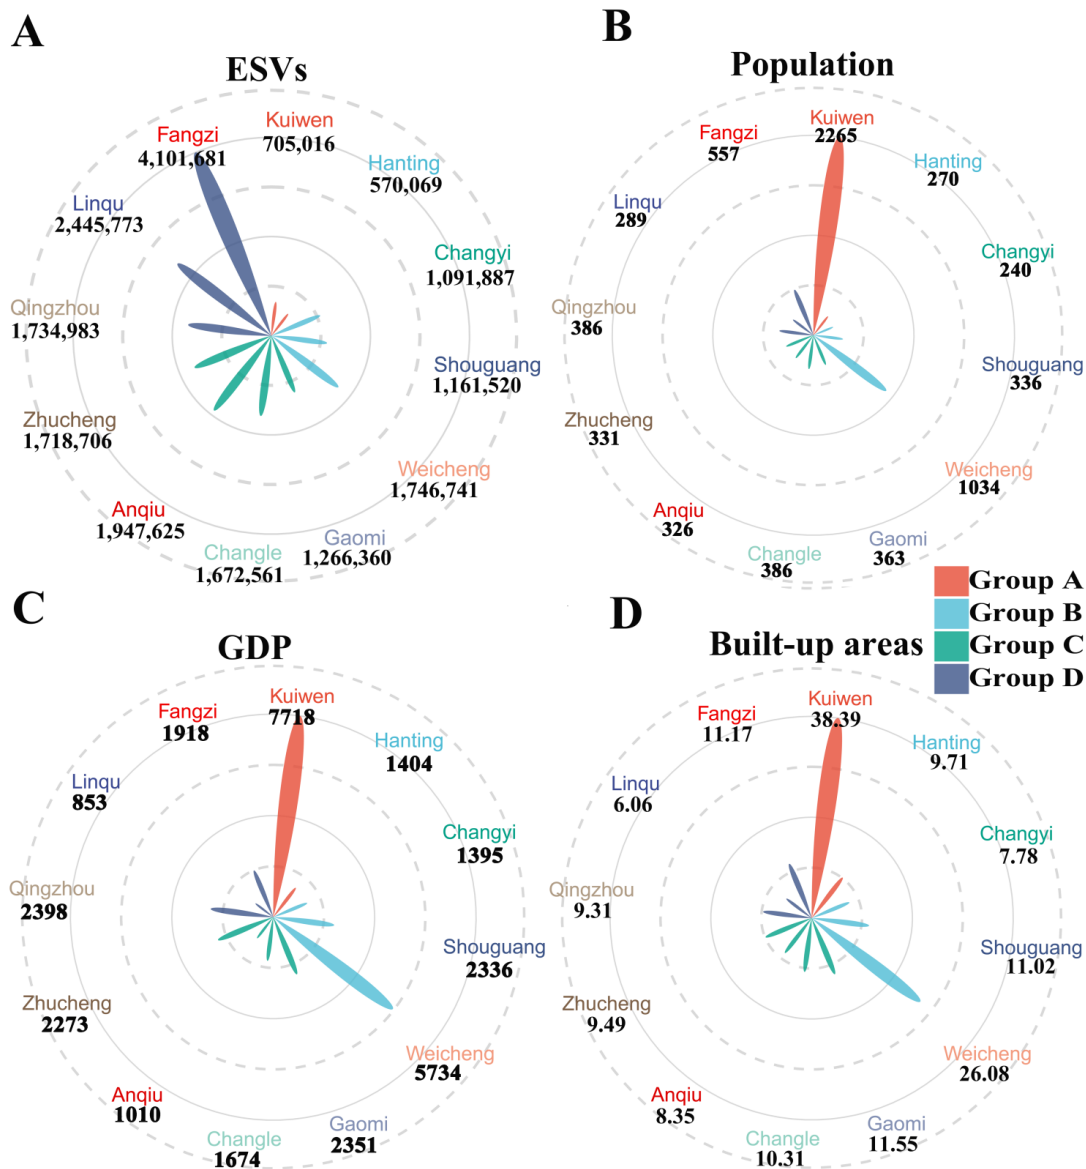 A
ESVs
Kuiwen
705,016
Fangzi
4,101,681
Hanting
570,069
Linqu
2,445,773
Changyi
1,091,887
Qingzhou
1,734,983
Shouguang
1,161,520
Zhucheng
1,718,706
Weicheng
1,746,741
Anqiu
1,947,625
Gaomi
1,266,360
Changle
1,672,561
B
Population
Kuiwen
2265
Fangzi
557
Hanting
270
Linqu
289
Changyi
240
Qingzhou
386
Shouguang
336
Zhucheng
331
Weicheng
1034
Anqiu
326
Gaomi
363
Changle
386
Group A
Group B
Group C
Group D
C
GDP
Kuiwen
7718
Fangzi
1918
Hanting
1404
Linqu
853
Changyi
1395
Qingzhou
2398
Shouguang
2336
Zhucheng
2273
Weicheng
5734
Anqiu
1010
Gaomi
2351
Changle
1674
D
Built-up areas
Kuiwen
38.39
Fangzi
11.17
Hanting
9.71
Linqu
6.06
Changyi
7.78
Qingzhou
9.31
Shouguang
11.02
Zhucheng
9.49
Weicheng
26.08
Anqiu
8.35
Gaomi
11.55
Changle
10.31